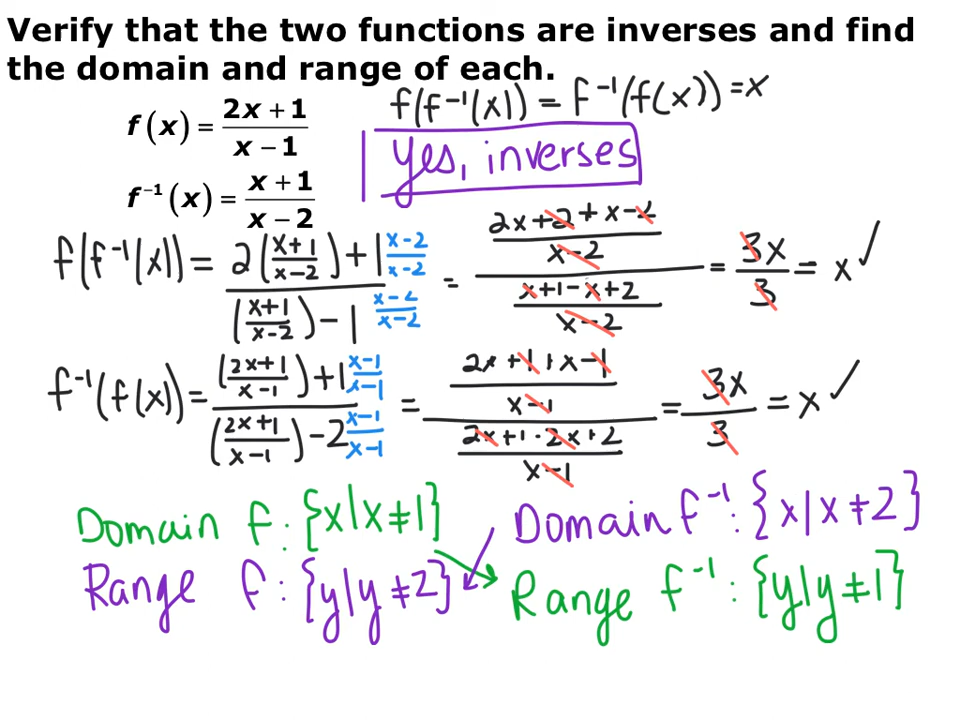 Verify that the two functions are inverses and find
the domain and range of each.
f(f⁻¹(x)) = f⁻¹(f(x)) = x
f(x) = (2x + 1)/(x − 1)
yes, inverses
f⁻¹(x) = (x + 1)/(x − 2)
f(f⁻¹(x)) = (2((x+1)/(x−2)) + 1 (x−2)/(x−2))/(((x+1)/(x−2)) − 1 (x−2)/(x−2)) = ((2x+2+x−2)/(x−2))/((x+1−x+2)/(x−2)) = 3x/3 = x ✓
f⁻¹(f(x)) = (((2x+1)/(x−1)) + 1 (x−1)/(x−1))/(((2x+1)/(x−1)) − 2 (x−1)/(x−1)) = ((2x+1+x−1)/(x−1))/((2x+1-2x+2)/(x−1)) = 3x/3 = x ✓
Domain f: {x|x≠1}
Domain f⁻¹: {x|x≠2}
Range f: {y|y≠2}
Range f⁻¹: {y|y≠1}